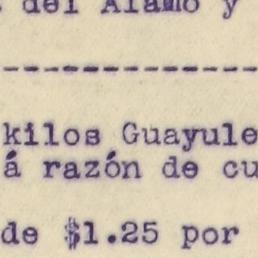 del Alamo y
--------------
kilos Guayule
á razón de cu
de $1.25 por